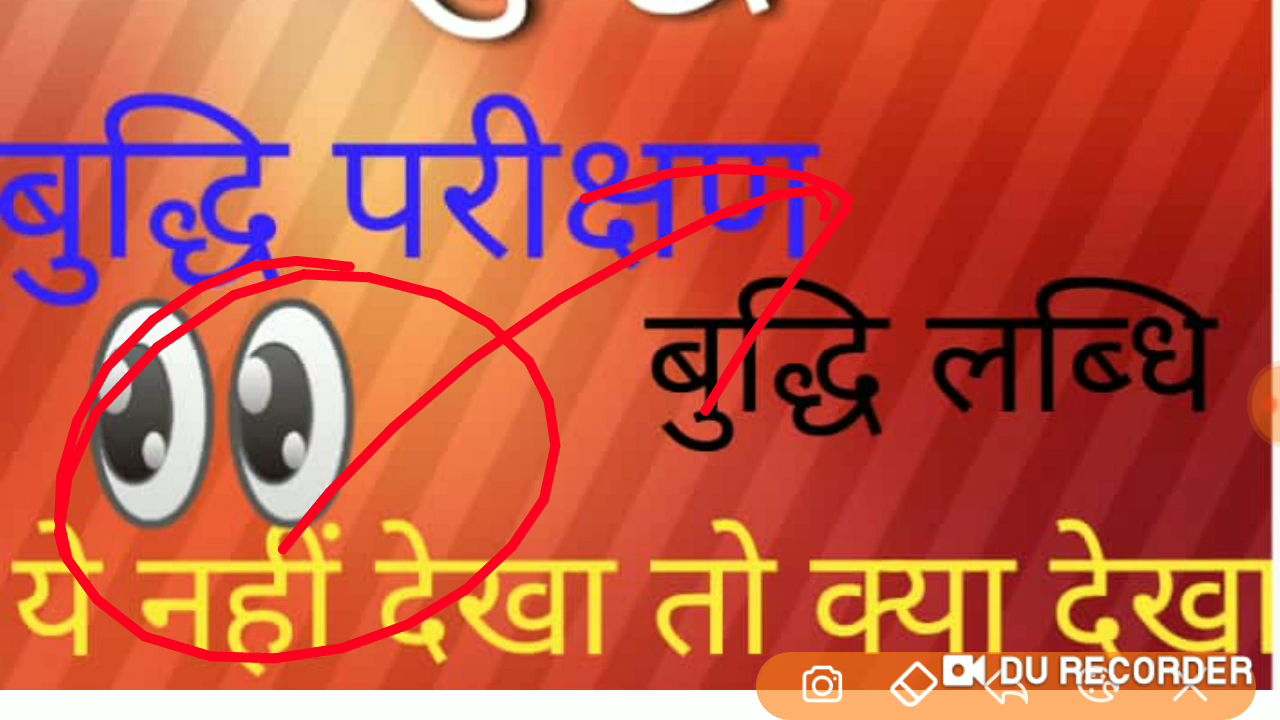 बुद्धि परीक्षण
बुद्धि लब्धि
ये नहीं देखा तो क्या देखा
DU RECORDER